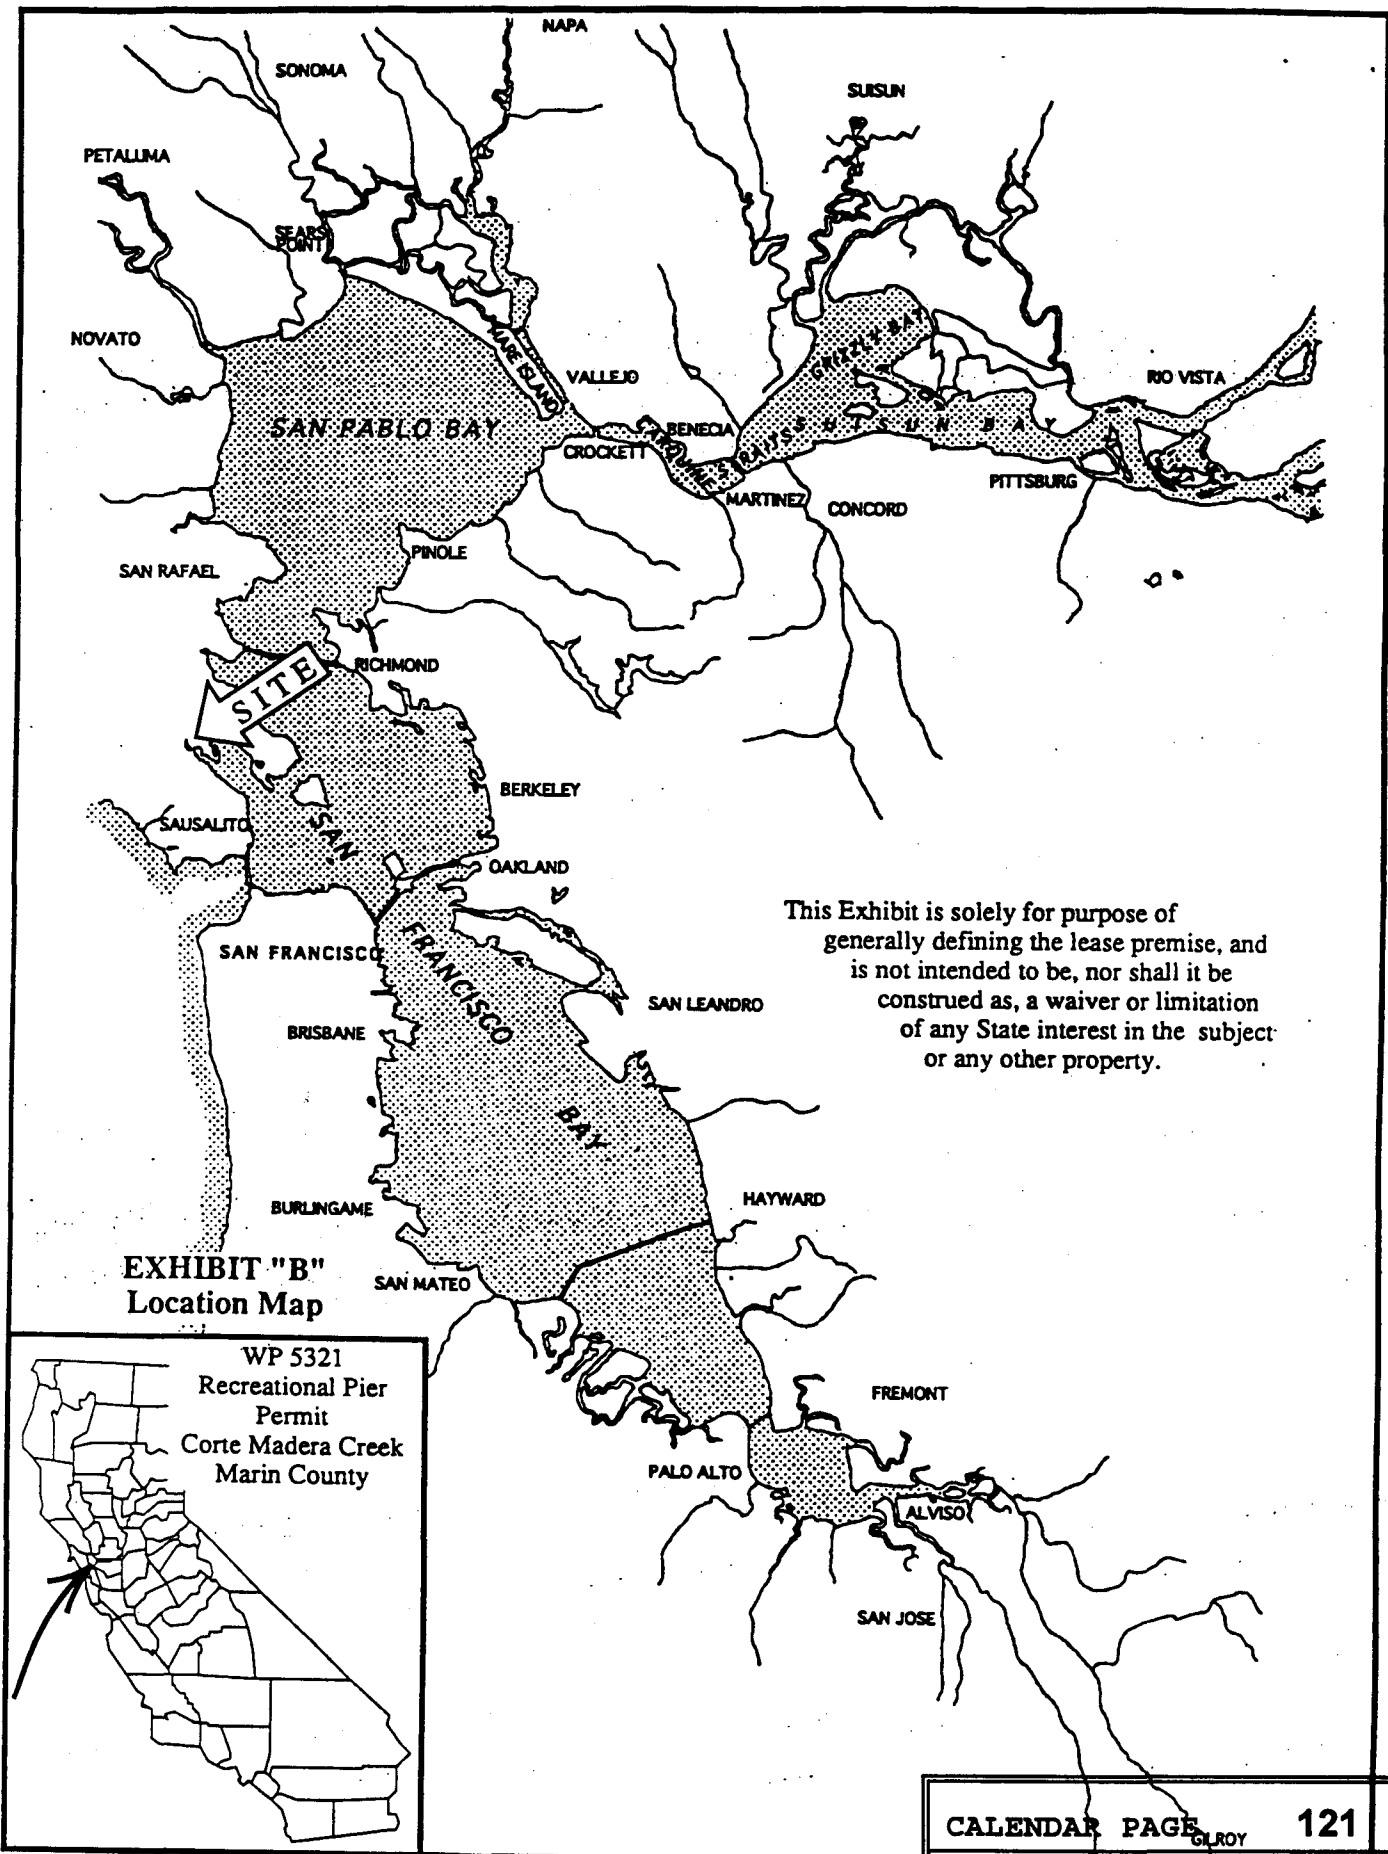 NAPA
SONOMA
SUISUN
PETALUMA
SEARS
POINT
NOVATO
MARE ISLAND
VALLEJO
GRIZZLY BAY
RIO VISTA
SAN PABLO BAY
BENECIA
SUISUN BAY
CROCKETT
CARQUINE STRAITS
PITTSBURG
MARTINEZ
CONCORD
PINOLE
SAN RAFAEL
RICHMOND
SITE
BERKELEY
SAUSALITO
SAN FRANCISCO BAY
OAKLAND
This Exhibit is solely for purpose of
generally defining the lease premise, and
is not intended to be, nor shall it be
construed as, a waiver or limitation
of any State interest in the subject
or any other property.
SAN FRANCISCO
SAN LEANDRO
BRISBANE
HAYWARD
BURLINGAME
EXHIBIT "B"
Location Map
SAN MATEO
WP 5321
Recreational Pier
Permit
Corte Madera Creek
Marin County
FREMONT
PALO ALTO
ALVISO
SAN JOSE
CALENDAR PAGE 121
GILROY